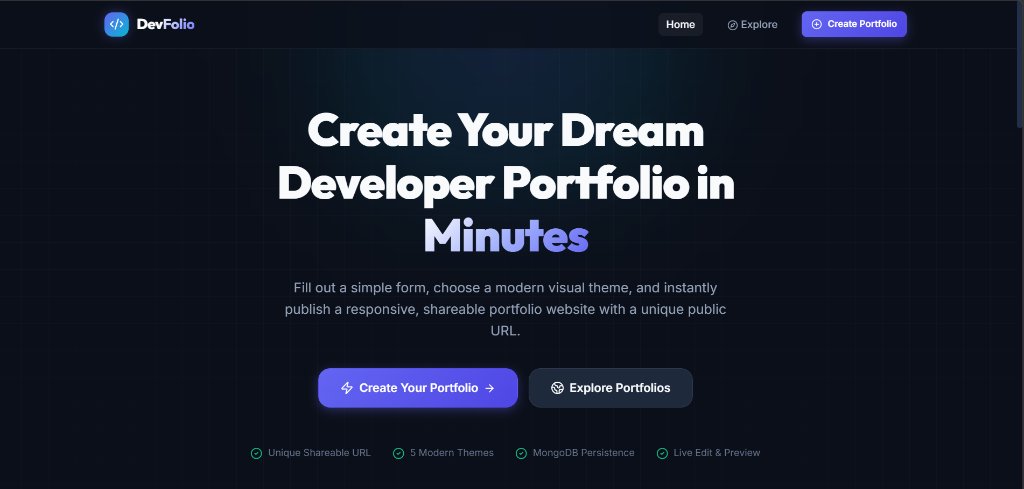 DevFolio
Home
Explore
Create Portfolio
Create Your Dream
Developer Portfolio in
Minutes
Fill out a simple form, choose a modern visual theme, and instantly
publish a responsive, shareable portfolio website with a unique public
URL.
Create Your Portfolio →
Explore Portfolios
Unique Shareable URL
5 Modern Themes
MongoDB Persistence
Live Edit & Preview